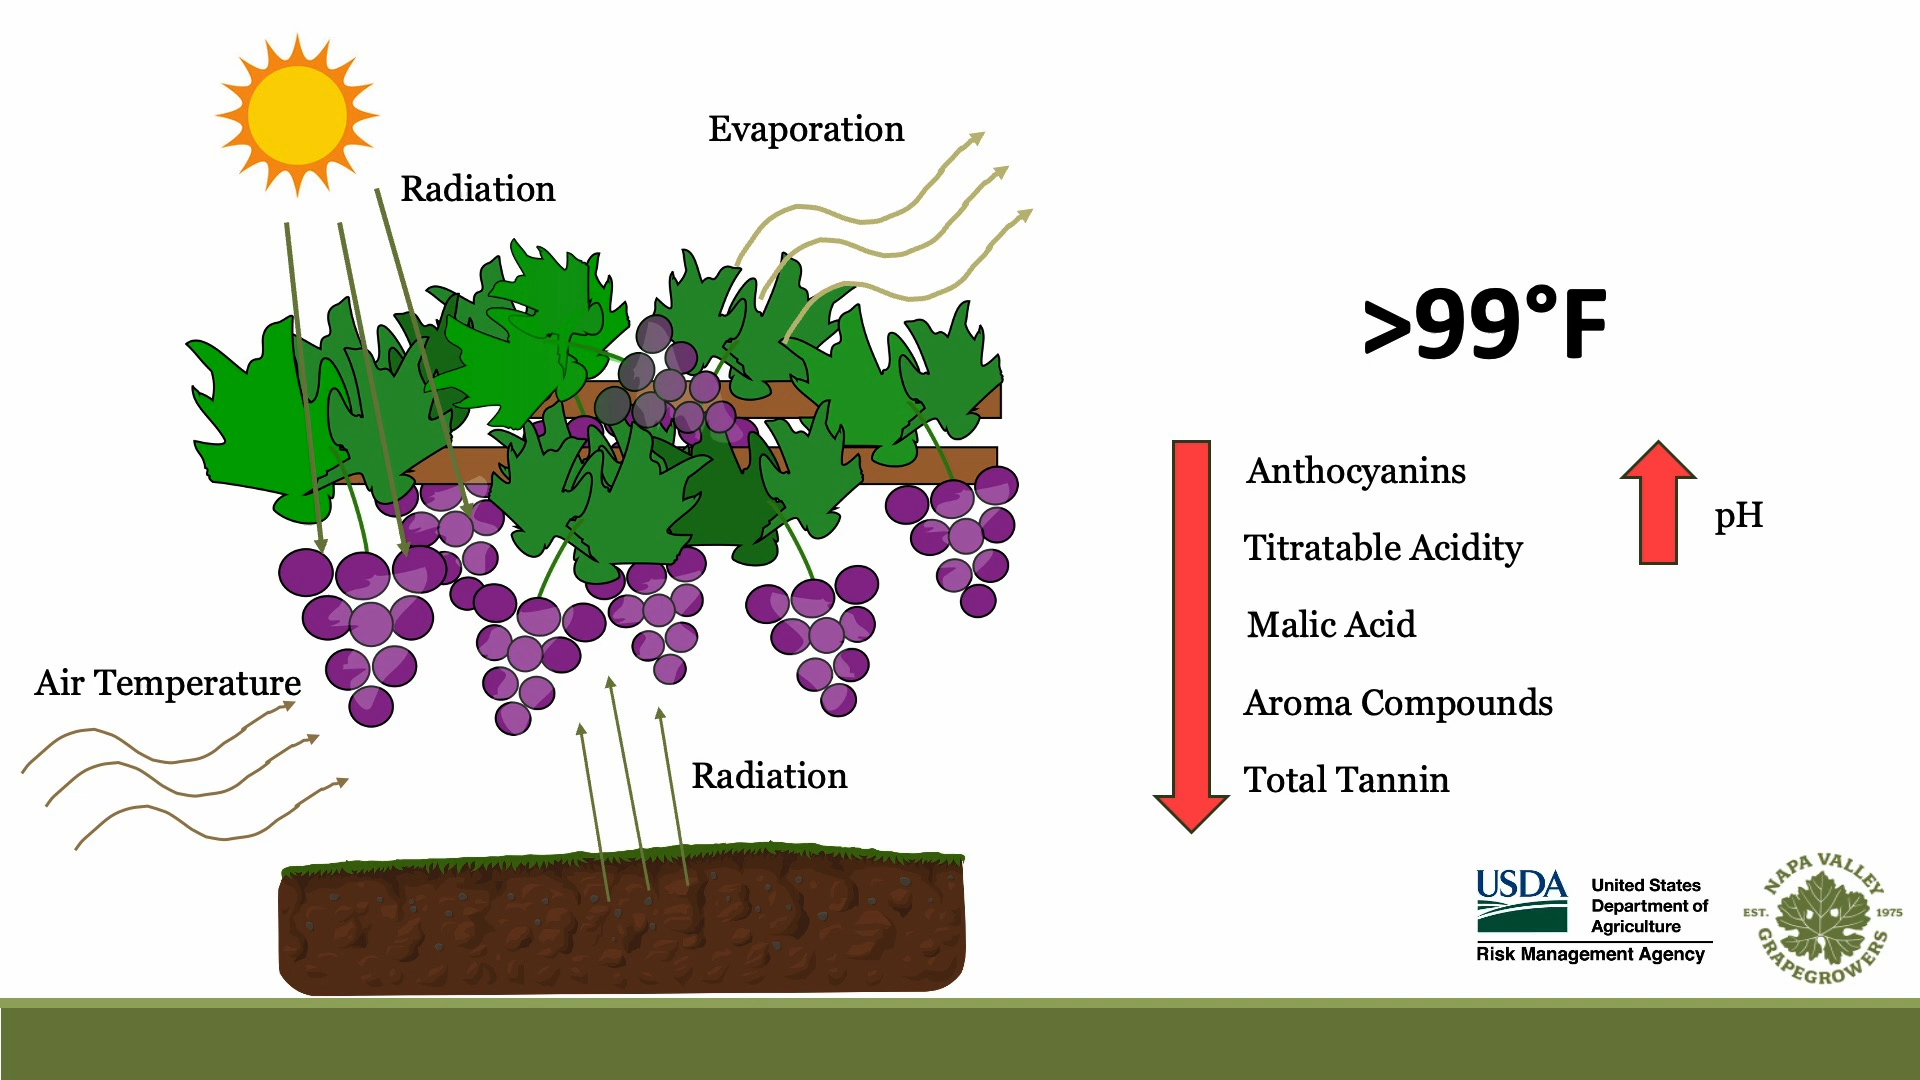 Evaporation
Radiation
>99°F
Anthocyanins
pH
Titratable Acidity
Malic Acid
Air Temperature
Aroma Compounds
Radiation
Total Tannin
USDA
United States
Department of
Agriculture
Risk Management Agency
NAPA VALLEY
EST. 1975
GRAPEGROWERS